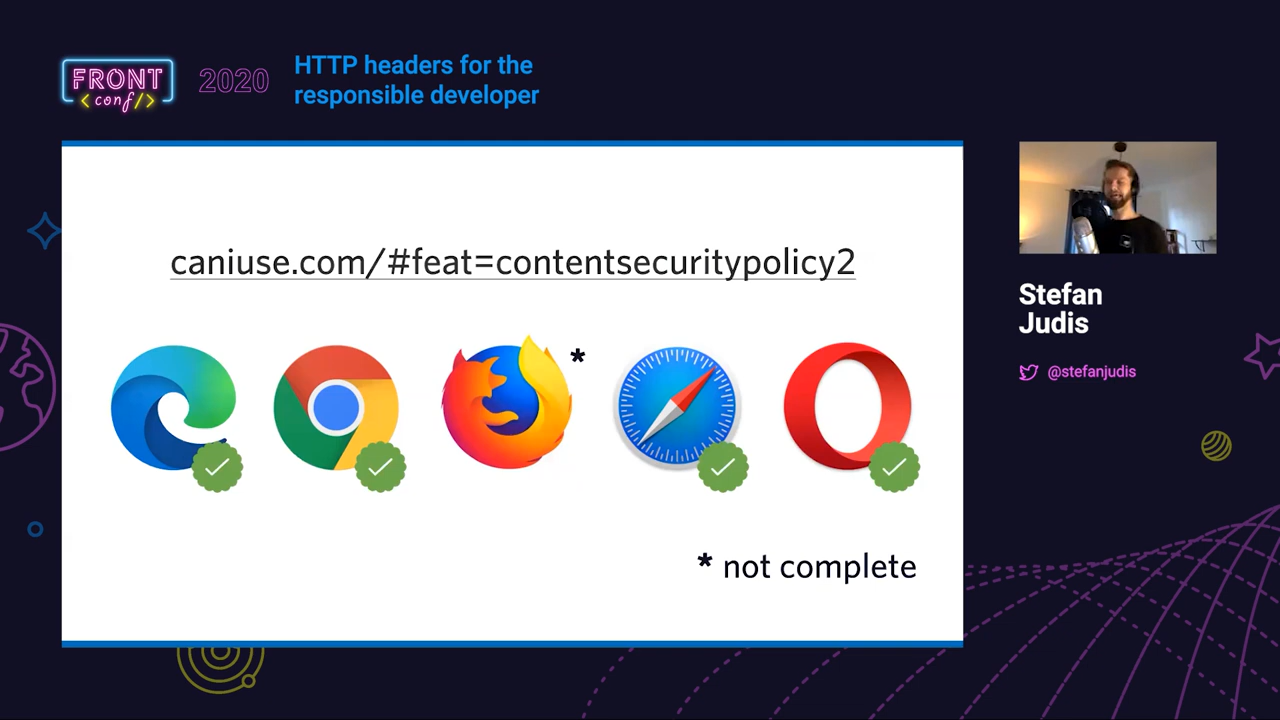 FRONT
<conf/>
2020
HTTP headers for the
responsible developer
caniuse.com/#feat=contentsecuritypolicy2
*
* not complete
Stefan
Judis
@stefanjudis